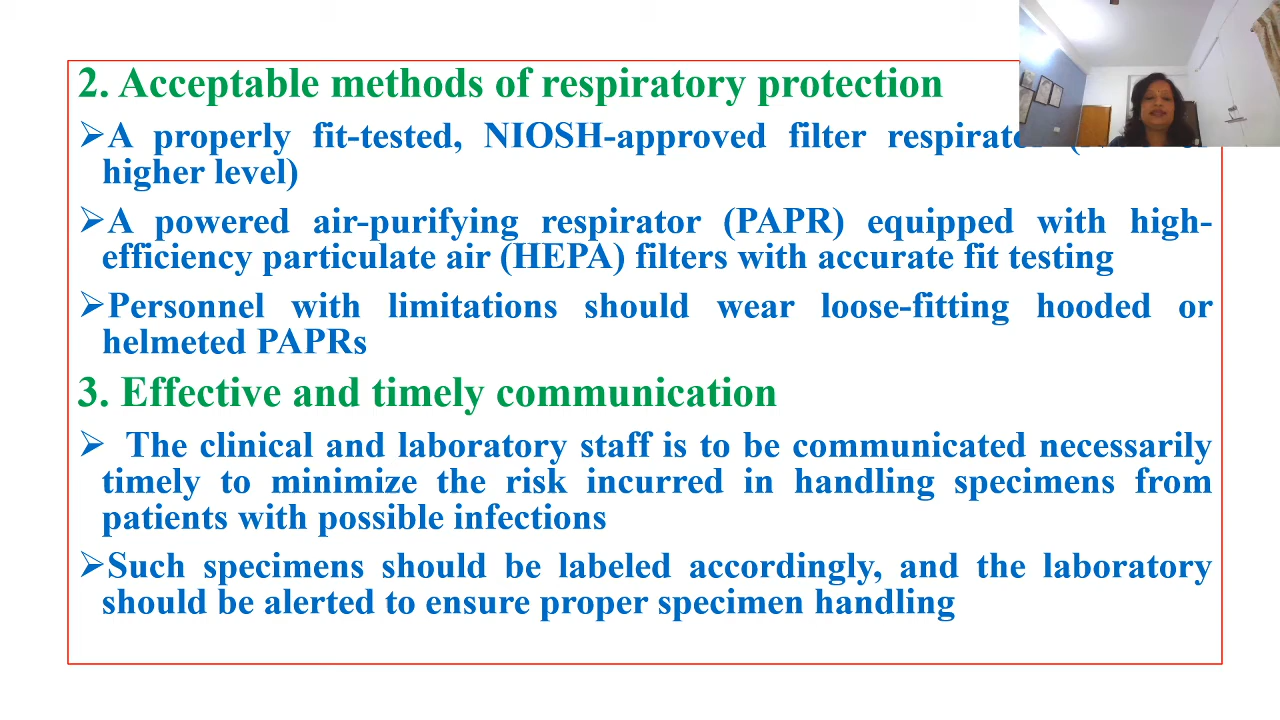 2. Acceptable methods of respiratory protection
➢A properly fit-tested, NIOSH-approved filter
higher level)
➢A powered air-purifying respirator (PAPR) equipped with high-
efficiency particulate air (HEPA) filters with accurate fit testing
➢Personnel with limitations should wear loose-fitting hooded or
helmeted PAPRs
3. Effective and timely communication
➢ The clinical and laboratory staff is to be communicated necessarily
timely to minimize the risk incurred in handling specimens from
patients with possible infections
➢Such specimens should be labeled accordingly, and the laboratory
should be alerted to ensure proper specimen handling